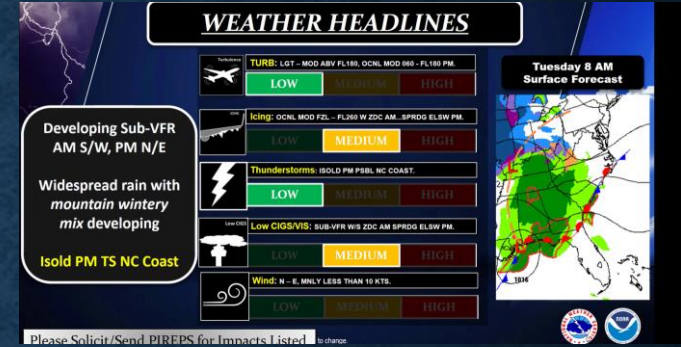 WEATHER HEADLINES
Developing Sub-VFR
AM S/W, PM N/E
Widespread rain with
mountain wintery
mix developing
Isold PM TS NC Coast
Turbulence
TURB: LGT – MOD ABV FL180, OCNL MOD 060 - FL180 PM.
LOW MEDIUM HIGH
Icing: OCNL MOD FZL – FL260 W ZDC AM...SPRDG ELSW PM.
LOW MEDIUM HIGH
Thunderstorms: ISOLD PM PSBL NC COAST.
LOW MEDIUM HIGH
Low CIGS
Low CIGS/VIS: SUB-VFR W/S ZDC AM SPRDG ELSW PM.
LOW MEDIUM HIGH
Wind: N – E, MNLY LESS THAN 10 KTS.
LOW MEDIUM HIGH
Tuesday 8 AM
Surface Forecast
1016
NOAA
Please Solicit/Send PIREPS for Impacts Listed
to change.